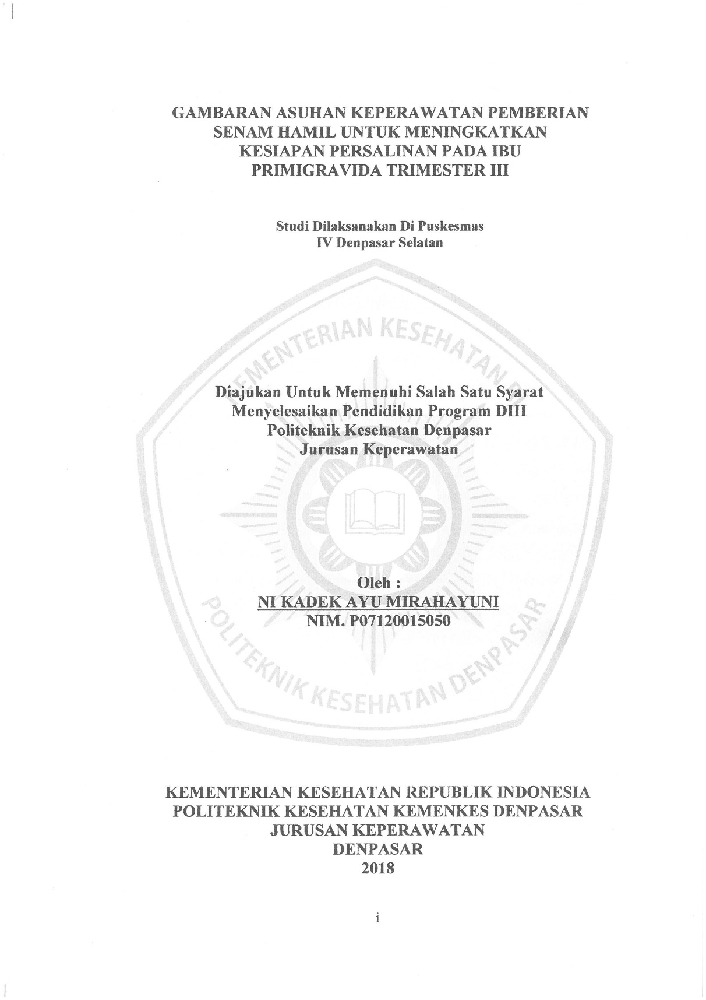 GAMBARAN ASUHAN KEPERAWATAN PEMBERIAN
SENAM HAMIL UNTUK MENINGKATKAN
KESIAPAN PERSALINAN PADA IBU
PRIMIGRAVIDA TRIMESTER III
Studi Dilaksanakan Di Puskesmas
IV Denpasar Selatan
KEMENTERIAN KESEHATAN RI
Diajukan Untuk Memenuhi Salah Satu Syarat
Menyelesaikan Pendidikan Program DIII
Politeknik Kesehatan Denpasar
Jurusan Keperawatan
Oleh :
NI KADEK AYU MIRAHAYUNI
NIM. P07120015050
POLITEKNIK KESEHATAN DENPASAR
KEMENTERIAN KESEHATAN REPUBLIK INDONESIA
POLITEKNIK KESEHATAN KEMENKES DENPASAR
JURUSAN KEPERAWATAN
DENPASAR
2018
i